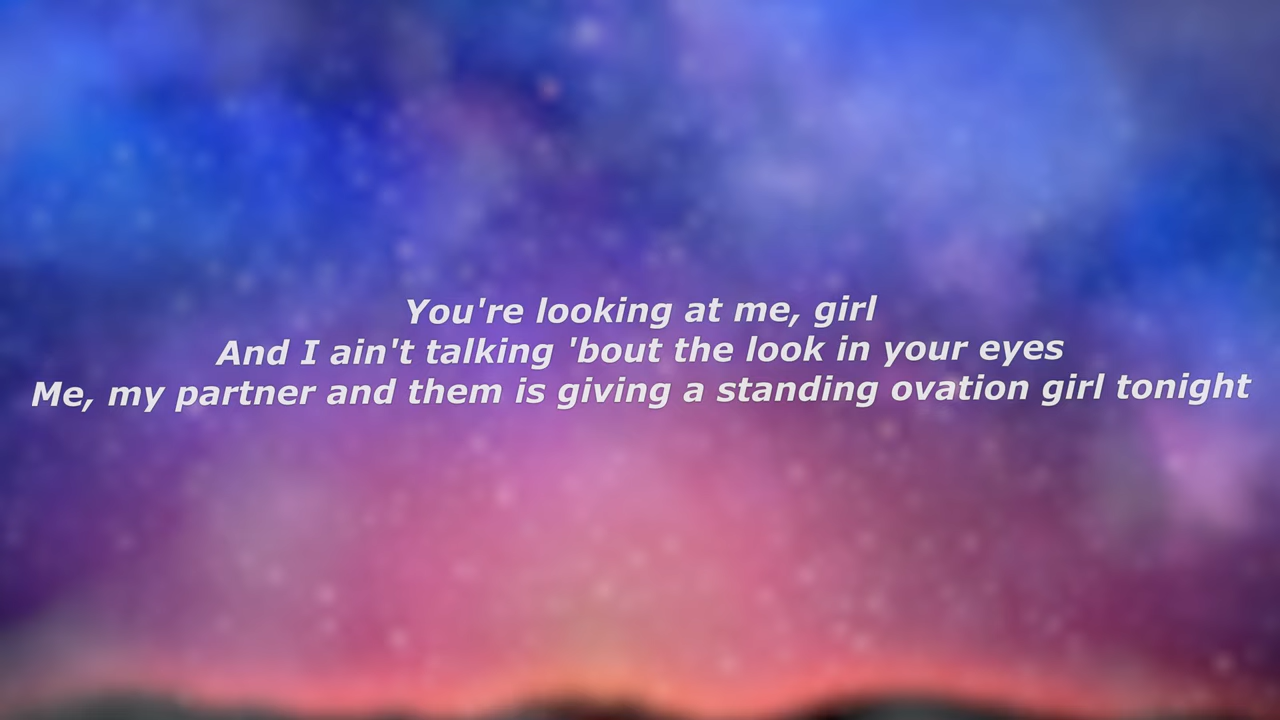 You're looking at me, girl
And I ain't talking 'bout the look in your eyes
Me, my partner and them is giving a standing ovation girl tonight